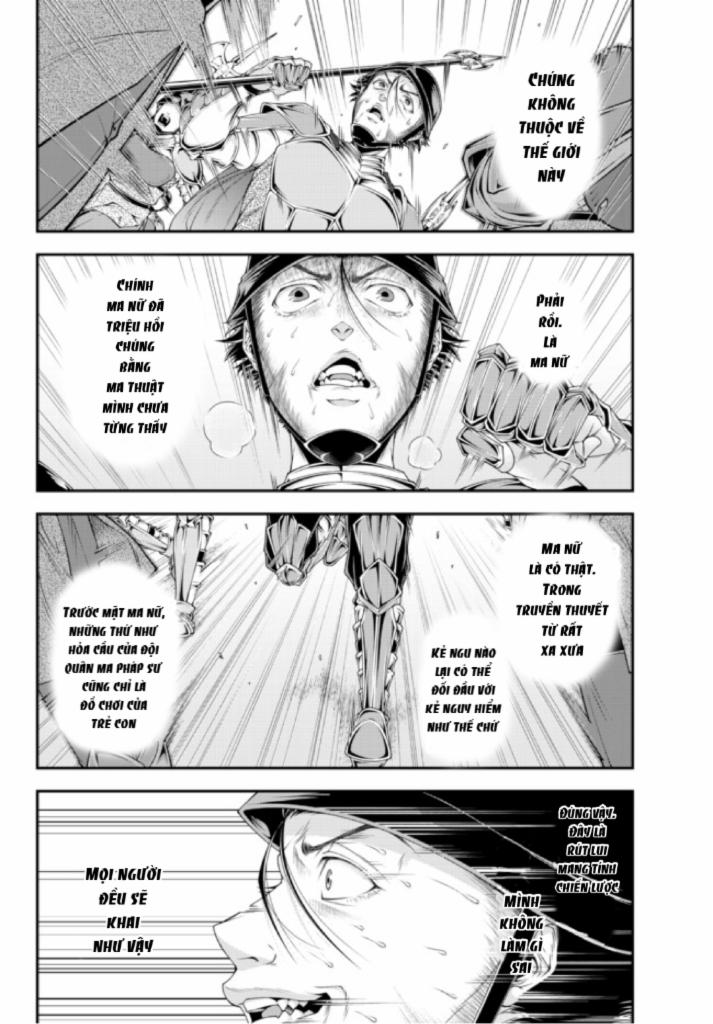 CHÚNG
KHÔNG
THUỘC VỀ
THẾ GIỚI
NÀY
PHẢI
RỒI.
LÀ
MA NỮ
CHÍNH
MA NỮ ĐÃ
TRIỆU HỒI
CHÚNG
BẰNG
MA THUẬT
MÌNH CHƯA
TỪNG THẤY
MA NỮ
LÀ CÓ THẬT.
TRONG
TRUYỀN THUYẾT
TỪ RẤT
XA XƯA
KẺ NGU NÀO
LẠI CÓ THỂ
ĐỐI ĐẦU VỚI
KẺ NGUY HIỂM
NHƯ THẾ CHỨ
TRƯỚC MẶT MA NỮ,
NHỮNG THỨ NHƯ
HỎA CẦU CỦA ĐỘI
QUÂN MA PHÁP SƯ
CŨNG CHỈ LÀ
ĐỒ CHƠI CỦA
TRẺ CON
ĐÚNG VẬY.
ĐÂY LÀ
RÚT LUI
MANG TÍNH
CHIẾN LƯỢC
MÌNH
KHÔNG
LÀM GÌ
SAI
MỌI NGƯỜI
ĐỀU SẼ
KHAI
NHƯ VẬY